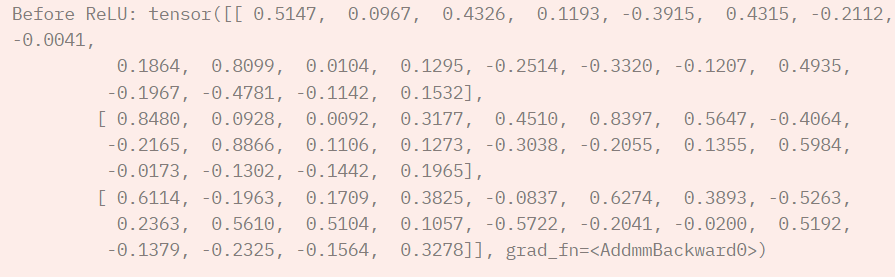 Before ReLU: tensor([[ 0.5147,  0.0967,  0.4326,  0.1193, -0.3915,  0.4315, -0.2112,
-0.0041,
          0.1864,  0.8099,  0.0104,  0.1295, -0.2514, -0.3320, -0.1207,  0.4935,
         -0.1967, -0.4781, -0.1142,  0.1532],
        [ 0.8480,  0.0928,  0.0092,  0.3177,  0.4510,  0.8397,  0.5647, -0.4064,
         -0.2165,  0.8866,  0.1106,  0.1273, -0.3038, -0.2055,  0.1355,  0.5984,
         -0.0173, -0.1302, -0.1442,  0.1965],
        [ 0.6114, -0.1963,  0.1709,  0.3825, -0.0837,  0.6274,  0.3893, -0.5263,
          0.2363,  0.5610,  0.5104,  0.1057, -0.5722, -0.2041, -0.0200,  0.5192,
         -0.1379, -0.2325, -0.1564,  0.3278]], grad_fn=<AddmmBackward0>)